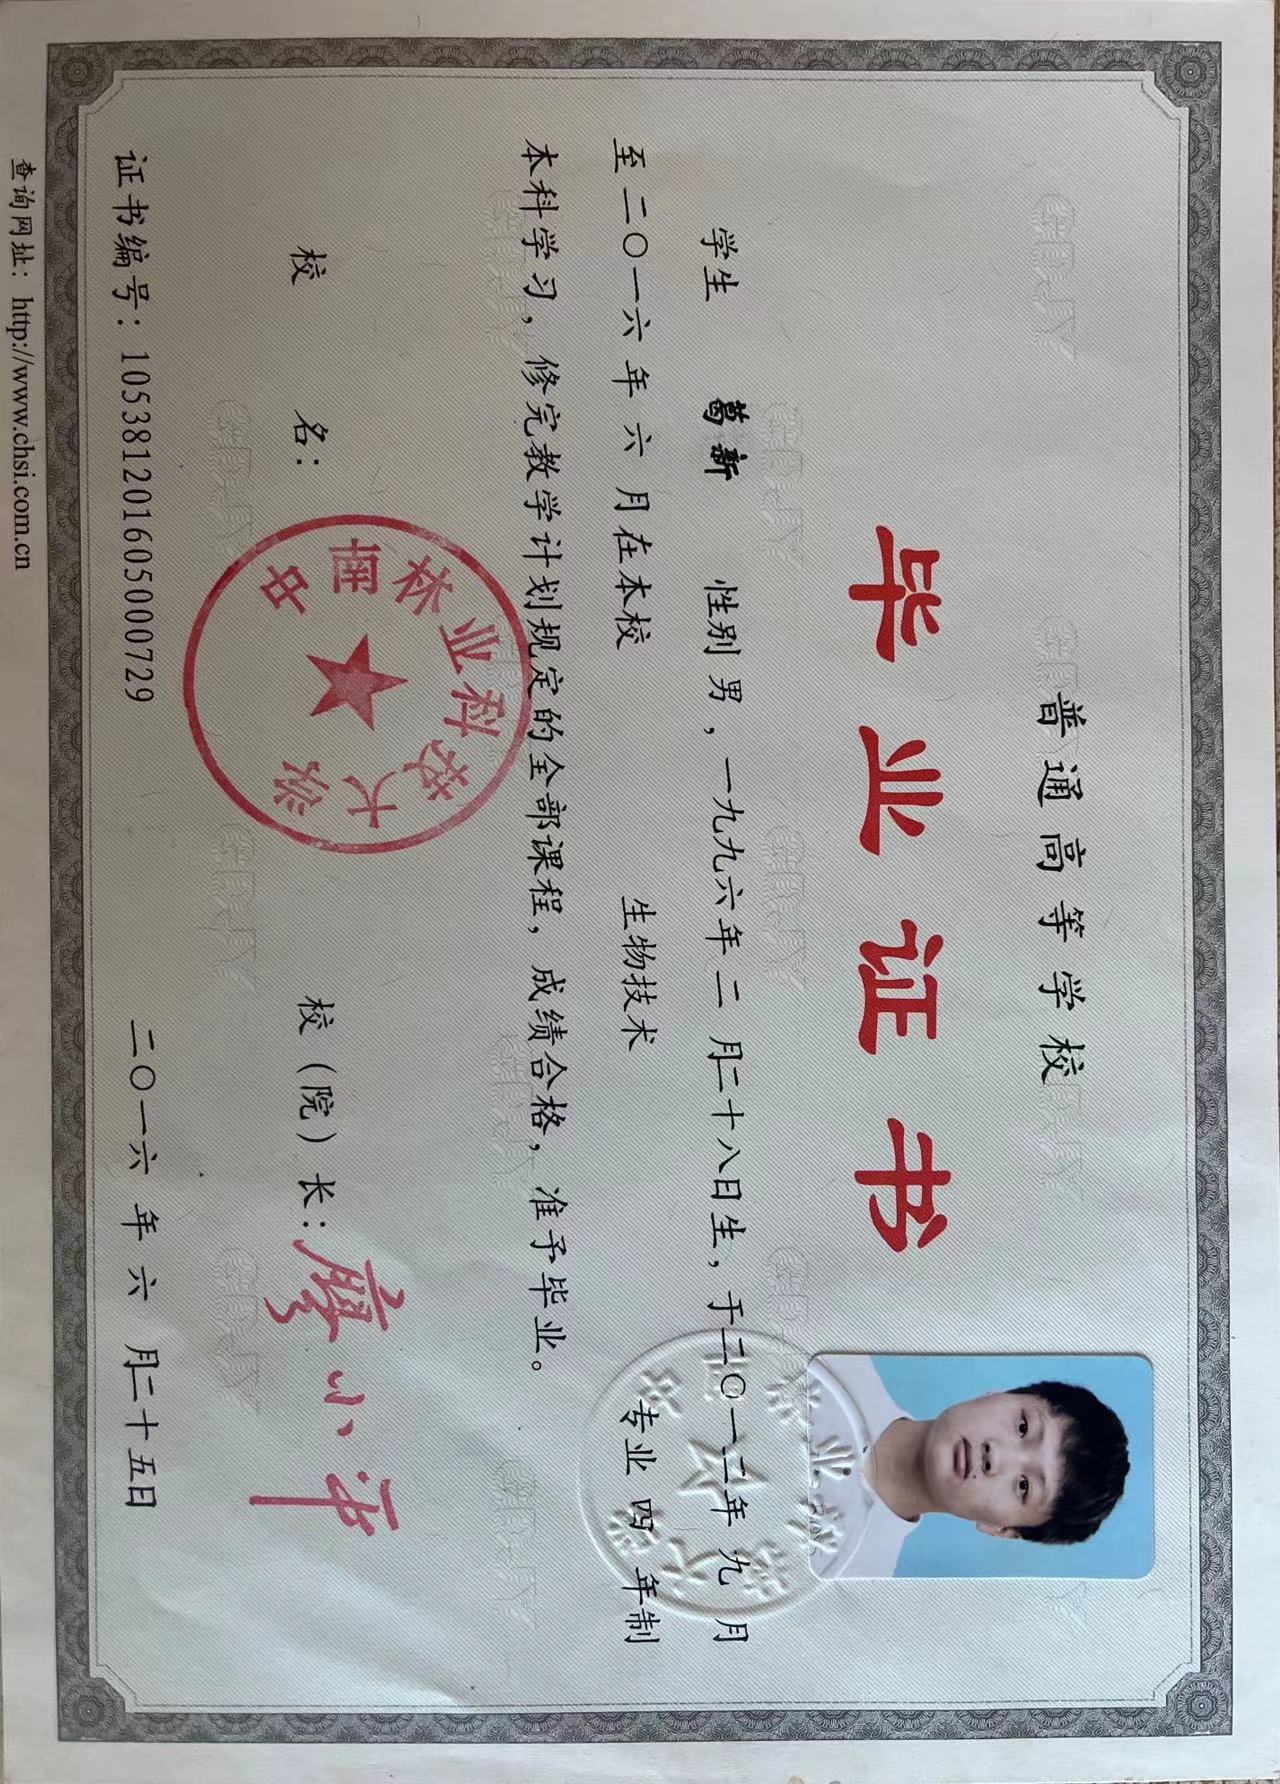 普通高等学校
毕业证书
学生 葛新 性别男，一九九六年二月二十八日生，于二〇一二年九月
至二〇一六年六月在本校 生物技术 专业四年制
本科学习，修完教学计划规定的全部课程，成绩合格，准予毕业。
校 名： 校（院）长：廖小平
中南林业科技大学
证书编号：105381201605000729 二〇一六年六月二十五日
查询网址：http://www.chsi.com.cn